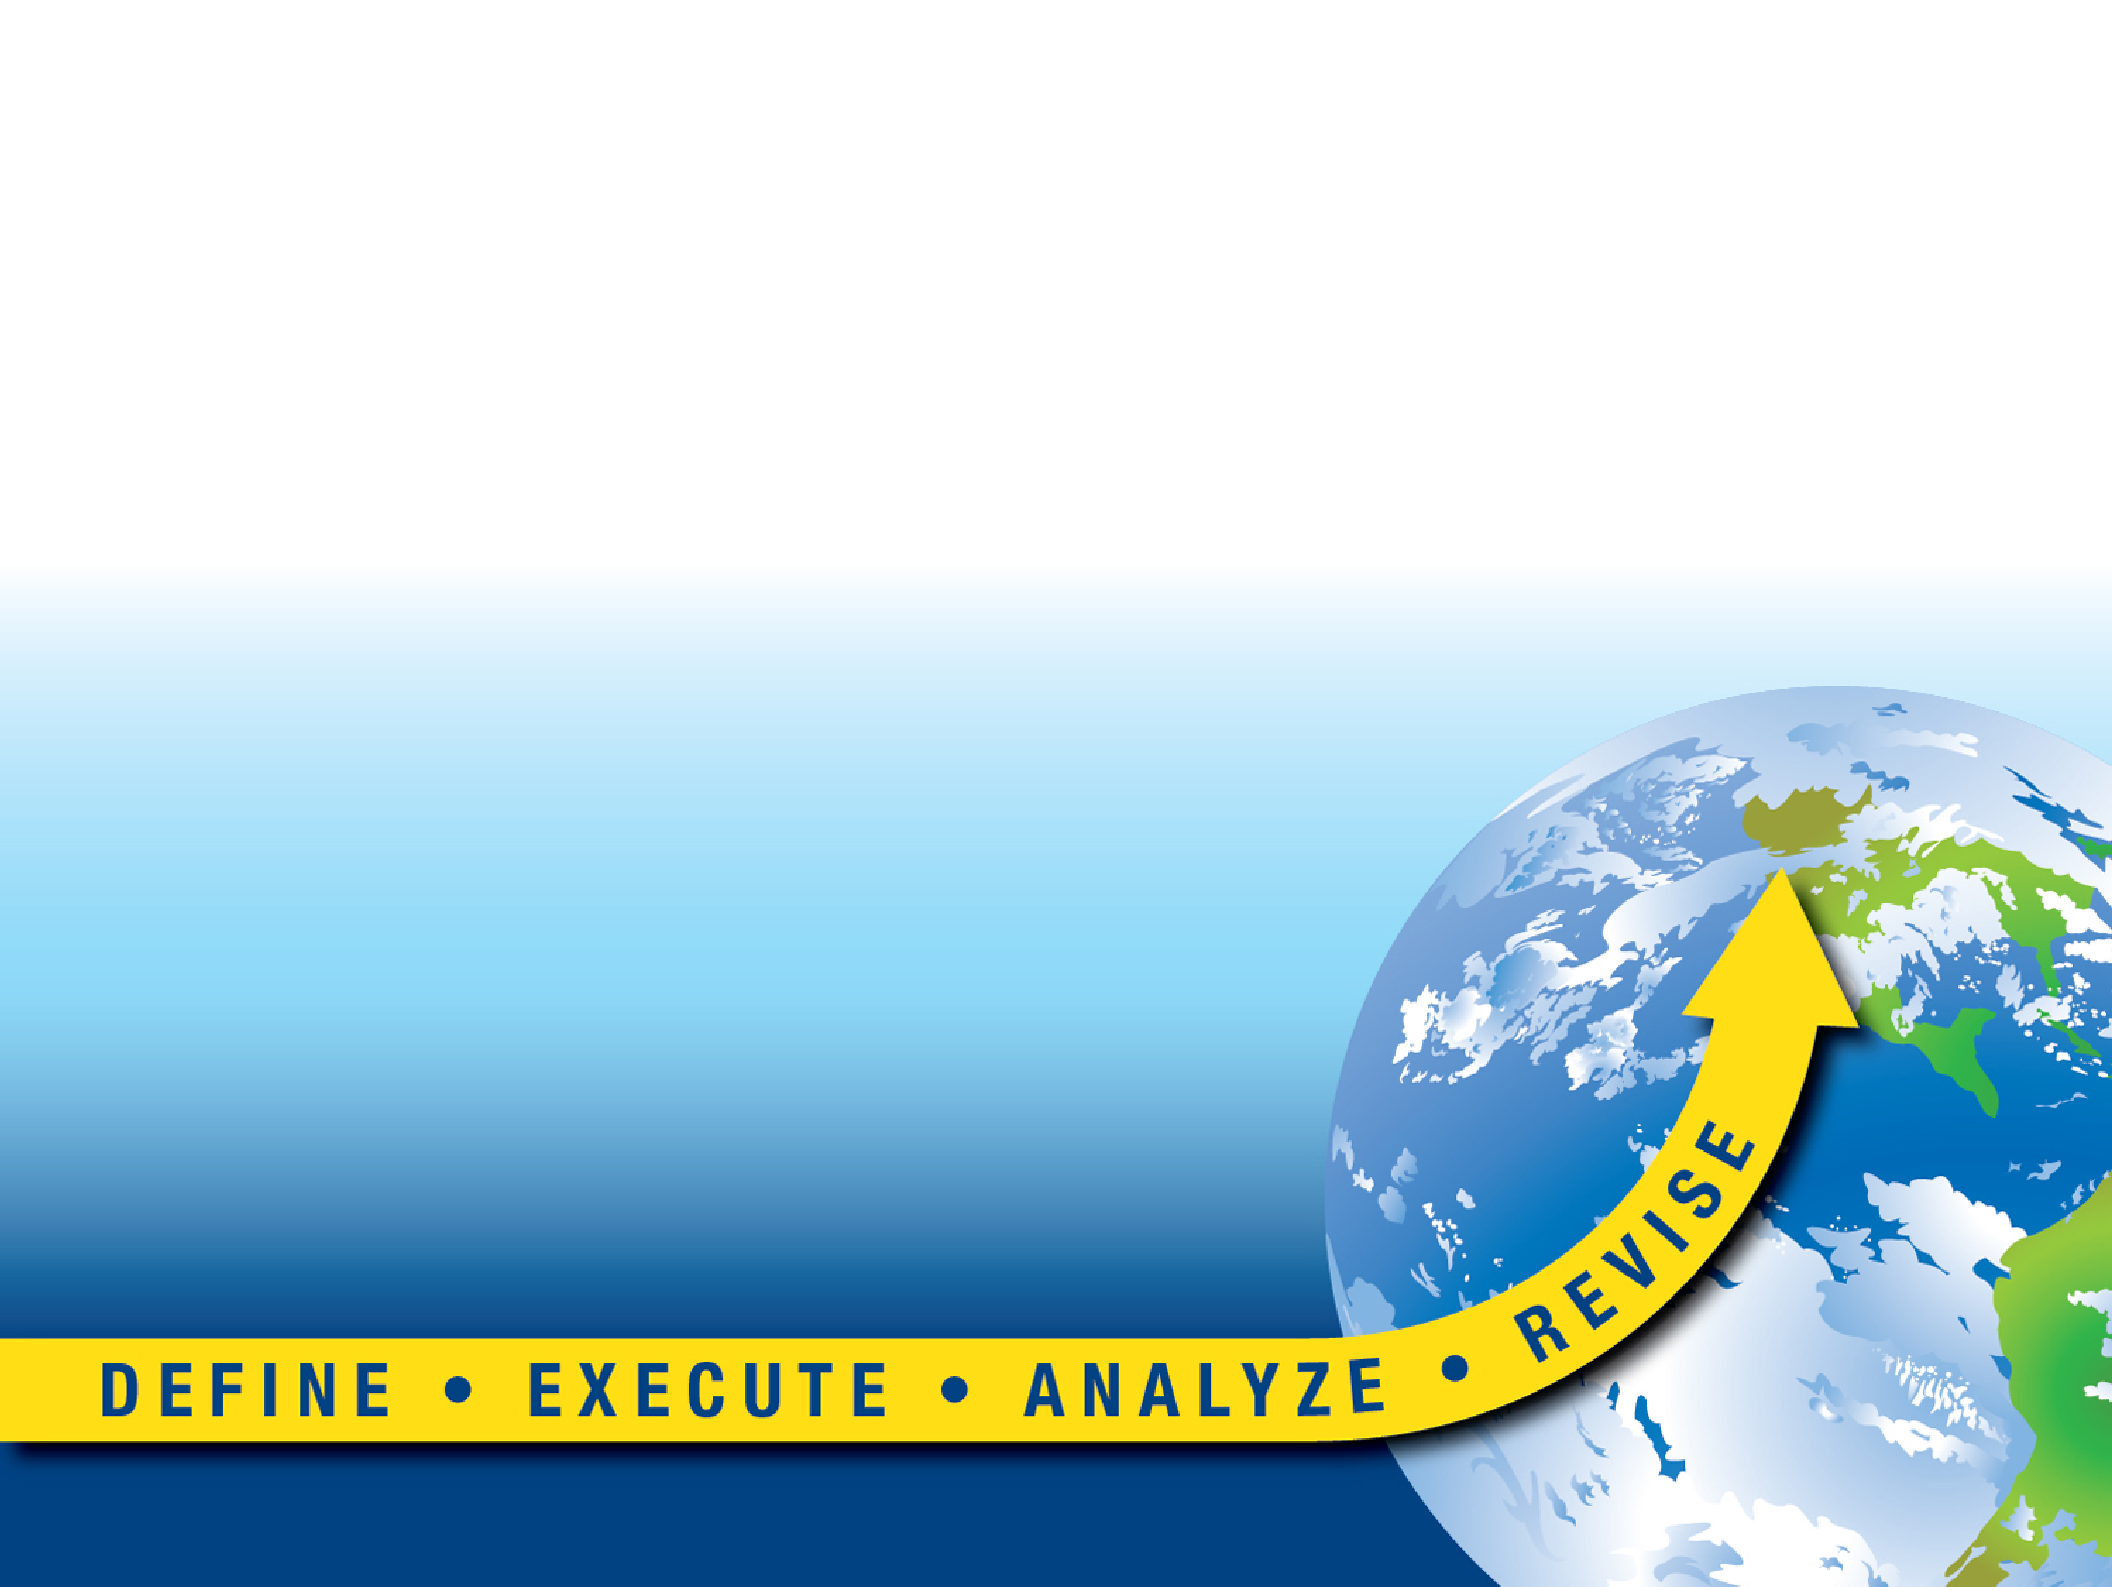 DEFINE • EXECUTE • ANALYZE • REVISE